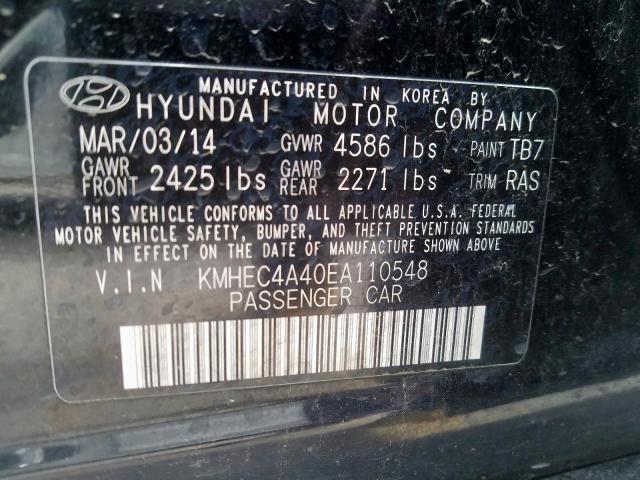 MANUFACTURED IN KOREA BY
HYUNDAI MOTOR COMPANY
MAR/03/14 GVWR 4586 lbs PAINT TB7
GAWR FRONT 2425 lbs GAWR REAR 2271 lbs TRIM RAS
THIS VEHICLE CONFORMS TO ALL APPLICABLE U.S.A. FEDERAL
MOTOR VEHICLE SAFETY, BUMPER, AND THEFT PREVENTION STANDARDS
IN EFFECT ON THE DATE OF MANUFACTURE SHOWN ABOVE
V.I.N KMHEC4A40EA110548
PASSENGER CAR